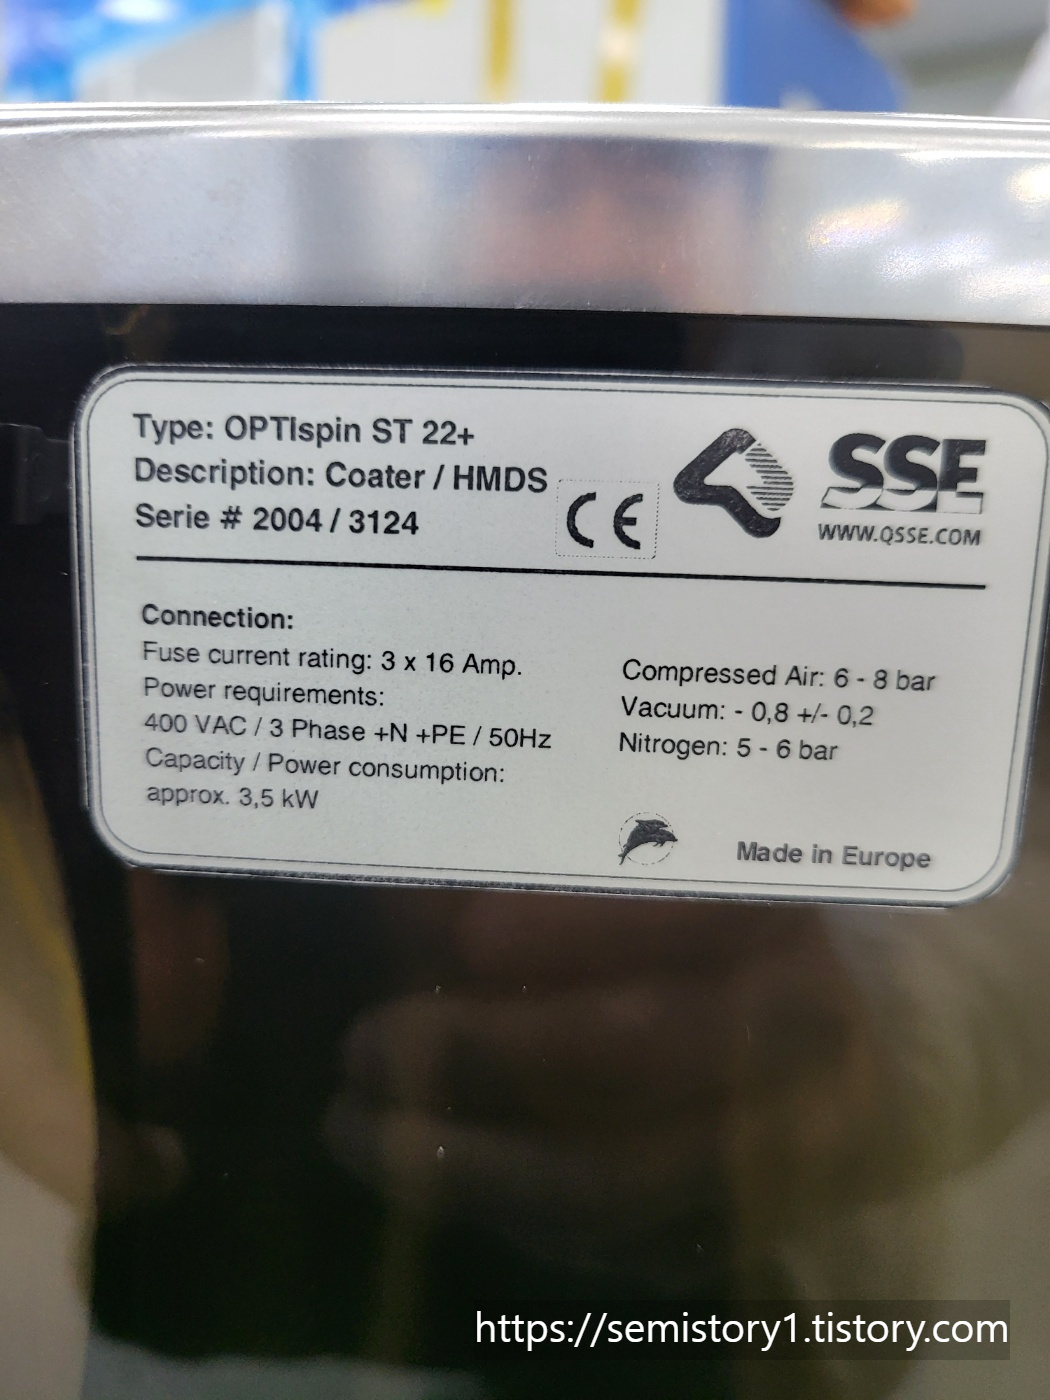 Type: OPTIspin ST 22+
Description: Coater / HMDS
Serie # 2004 / 3124
CE
SSE
WWW.QSSE.COM
Connection:
Fuse current rating: 3 x 16 Amp.
Power requirements:
400 VAC / 3 Phase +N +PE / 50Hz
Capacity / Power consumption:
approx. 3,5 kW
Compressed Air: 6 - 8 bar
Vacuum: - 0,8 +/- 0,2
Nitrogen: 5 - 6 bar
Made in Europe
https://semistory1.tistory.com